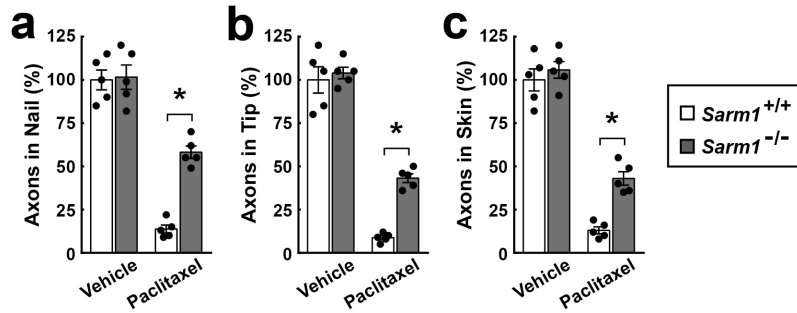 a
Axons in Nail (%)
125
100
75
50
25
0
*
Vehicle
Paclitaxel
b
Axons in Tip (%)
125
100
75
50
25
0
*
Vehicle
Paclitaxel
c
Axons in Skin (%)
125
100
75
50
25
0
*
Vehicle
Paclitaxel
Sarm1+/+
Sarm1-/-